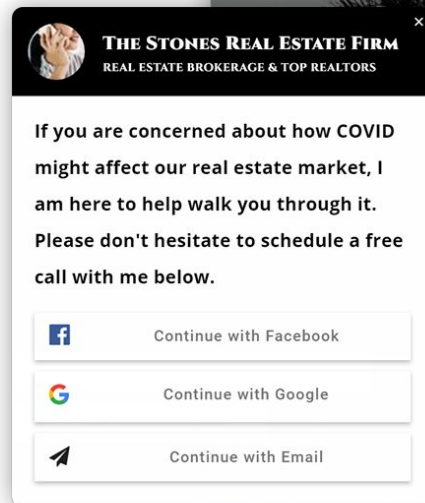 ×
THE STONES REAL ESTATE FIRM
REAL ESTATE BROKERAGE & TOP REALTORS
If you are concerned about how COVID
might affect our real estate market, I
am here to help walk you through it.
Please don't hesitate to schedule a free
call with me below.
Continue with Facebook
Continue with Google
Continue with Email